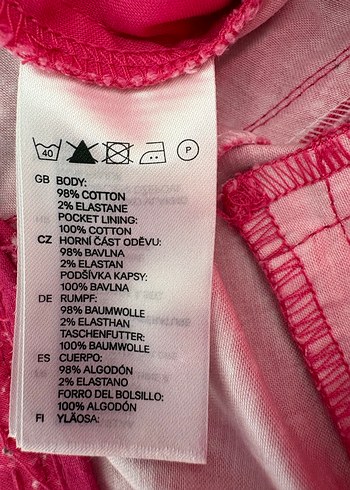 40 P
GB BODY:
98% COTTON
2% ELASTANE
POCKET LINING:
100% COTTON
CZ HORNÍ ČÁST ODĚVU:
98% BAVLNA
2% ELASTAN
PODŠÍVKA KAPSY:
100% BAVLNA
DE RUMPF:
98% BAUMWOLLE
2% ELASTHAN
TASCHENFUTTER:
100% BAUMWOLLE
ES CUERPO:
98% ALGODÓN
2% ELASTANO
FORRO DEL BOLSILLO:
100% ALGODÓN
FI YLÄOSA: